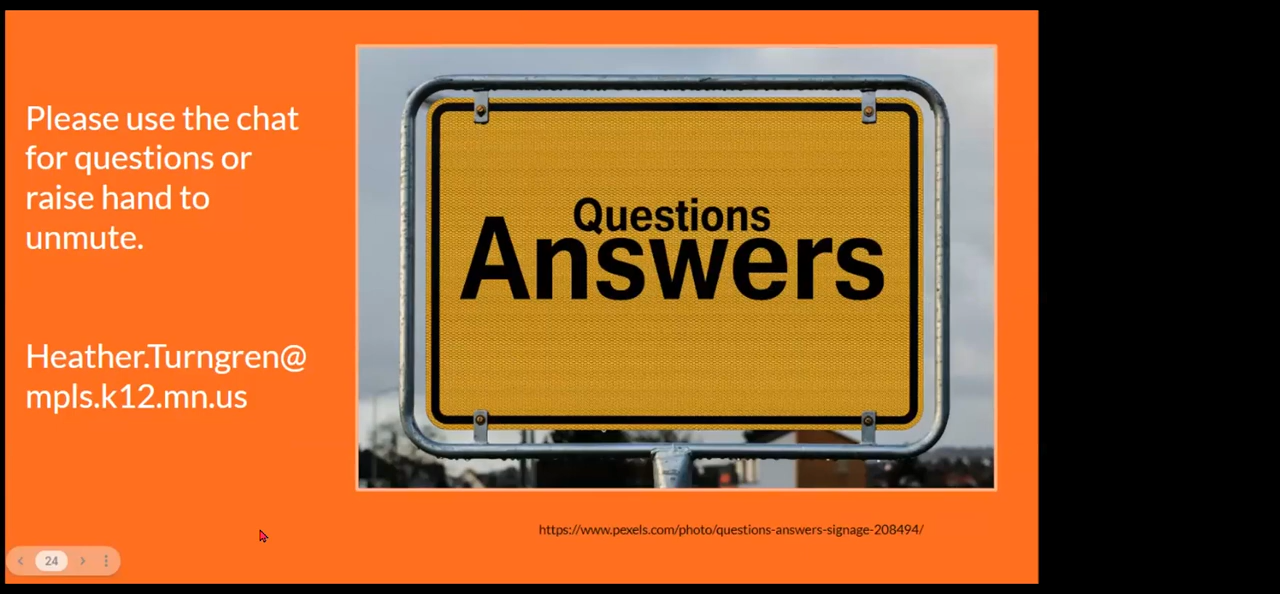 Please use the chat
for questions or
raise hand to
unmute.
Heather.Turngren@
mpls.k12.mn.us
Questions
Answers
https://www.pexels.com/photo/questions-answers-signage-208494/
24